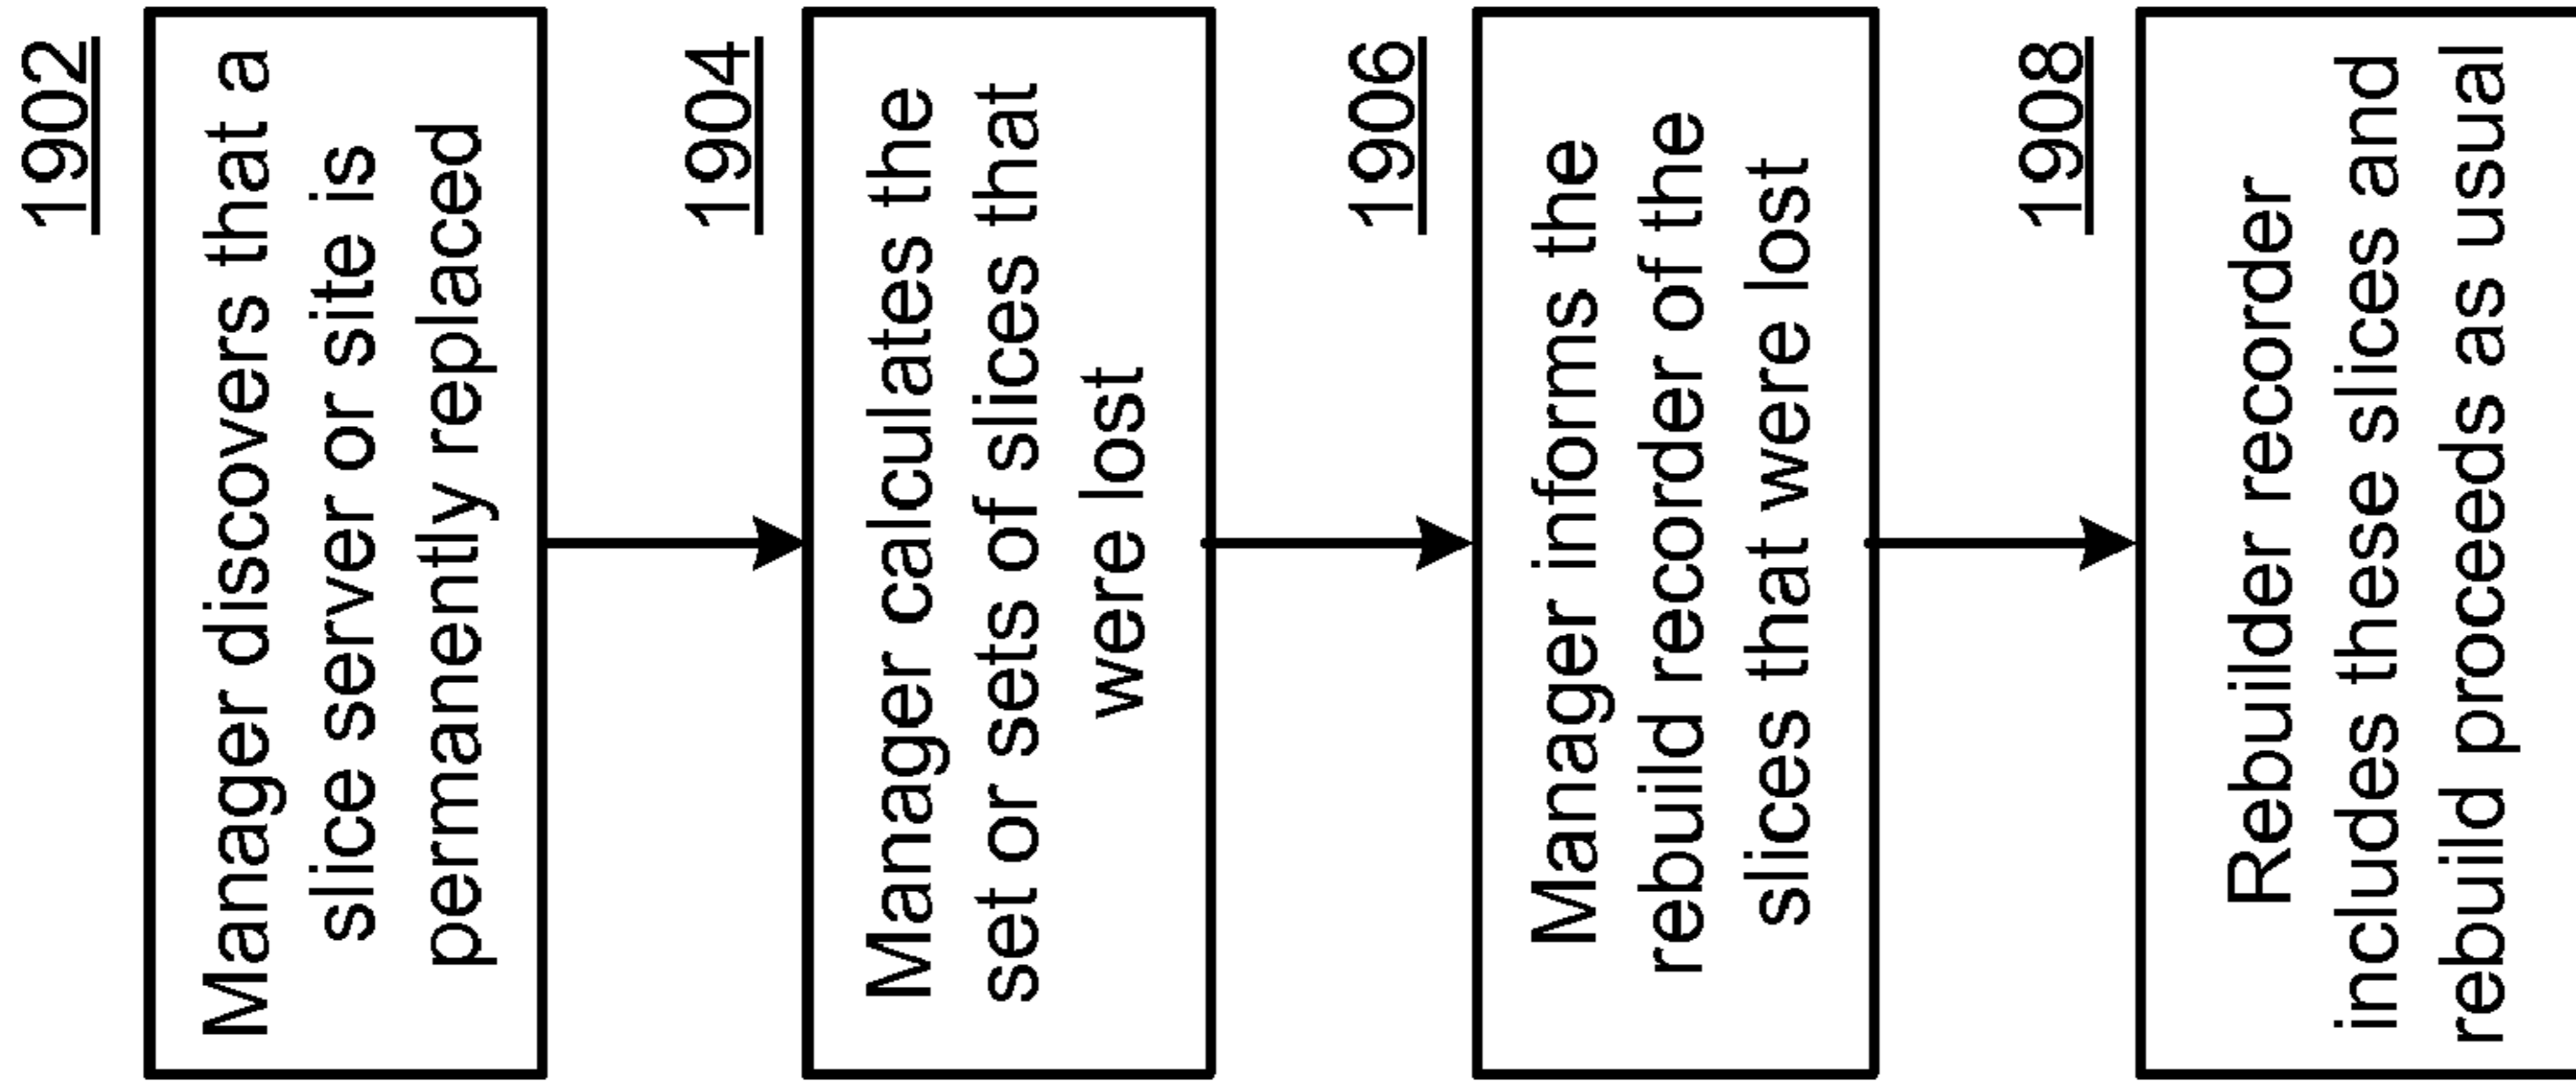 1902
Manager discovers that a
slice server or site is
permanently replaced
1904
Manager calculates the
set or sets of slices that
were lost
1906
Manager informs the
rebuild recorder of the
slices that were lost
1908
Rebuilder recorder
includes these slices and
rebuild proceeds as usual